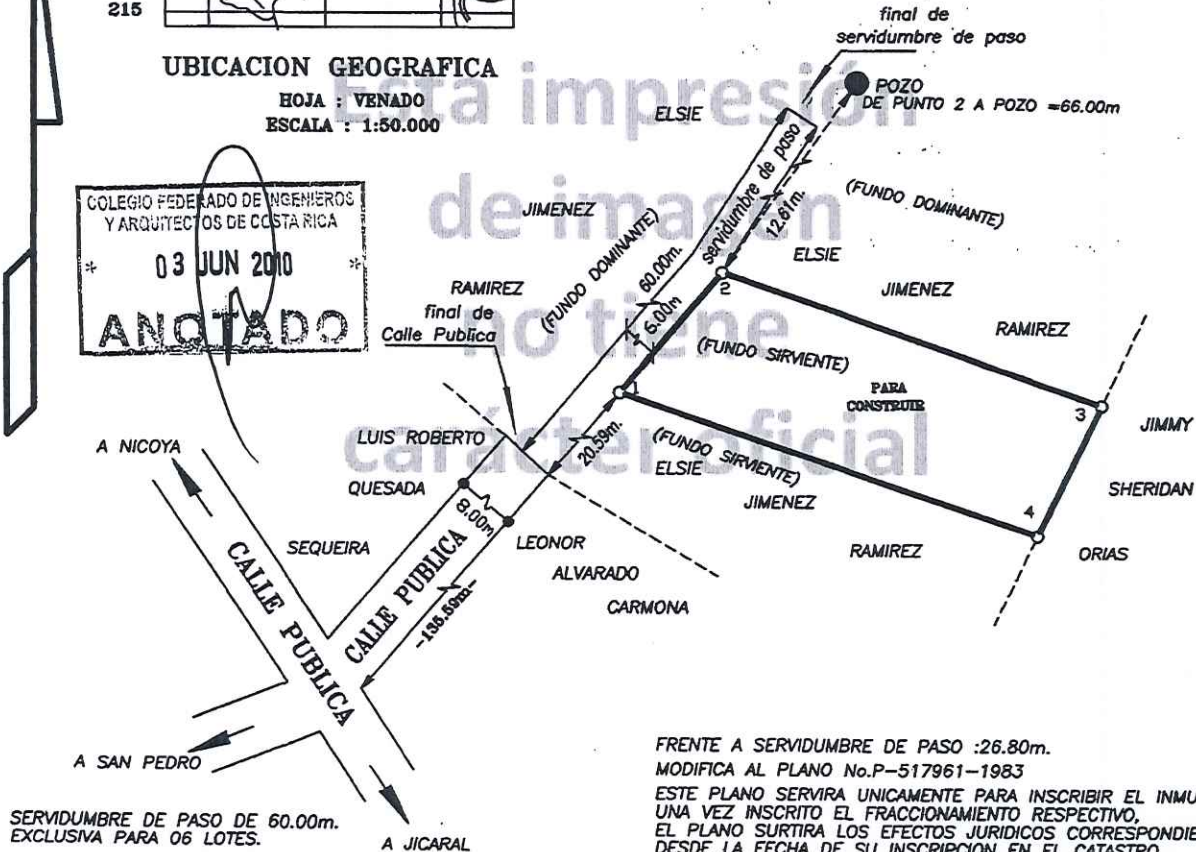 215
UBICACION GEOGRAFICA
HOJA : VENADO
ESCALA : 1:50.000
Esta impresión
de imagen
no tiene
carácter oficial
COLEGIO FEDERADO DE INGENIEROS
Y ARQUITECTOS DE COSTA RICA
* 03 JUN 2010 *
ANOTADO
final de
servidumbre de paso
POZO
DE PUNTO 2 A POZO =66.00m
ELSIE
JIMENEZ
RAMIREZ
(FUNDO DOMINANTE)
60.00m.
servidumbre de paso
12.61m.
6.00m
(FUNDO DOMINANTE)
ELSIE
JIMENEZ
RAMIREZ
final de
Calle Publica
2
(FUNDO SIRVIENTE)
PARA
CONSTRUIR
1
3
JIMMY
SHERIDAN
ORIAS
4
A NICOYA
LUIS ROBERTO
QUESADA
SEQUEIRA
20.59m.
(FUNDO SIRVIENTE)
ELSIE
JIMENEZ
RAMIREZ
8.00m
LEONOR
ALVARADO
CARMONA
CALLE PUBLICA
CALLE PUBLICA
-135.59m-
A SAN PEDRO
A JICARAL
SERVIDUMBRE DE PASO DE 60.00m.
EXCLUSIVA PARA 06 LOTES.
FRENTE A SERVIDUMBRE DE PASO :26.80m.
MODIFICA AL PLANO No.P-517961-1983
ESTE PLANO SERVIRA UNICAMENTE PARA INSCRIBIR EL INMU
UNA VEZ INSCRITO EL FRACCIONAMIENTO RESPECTIVO,
EL PLANO SURTIRA LOS EFECTOS JURIDICOS CORRESPONDIE
DESDE LA FECHA DE SU INSCRIPCION EN EL CATASTRO